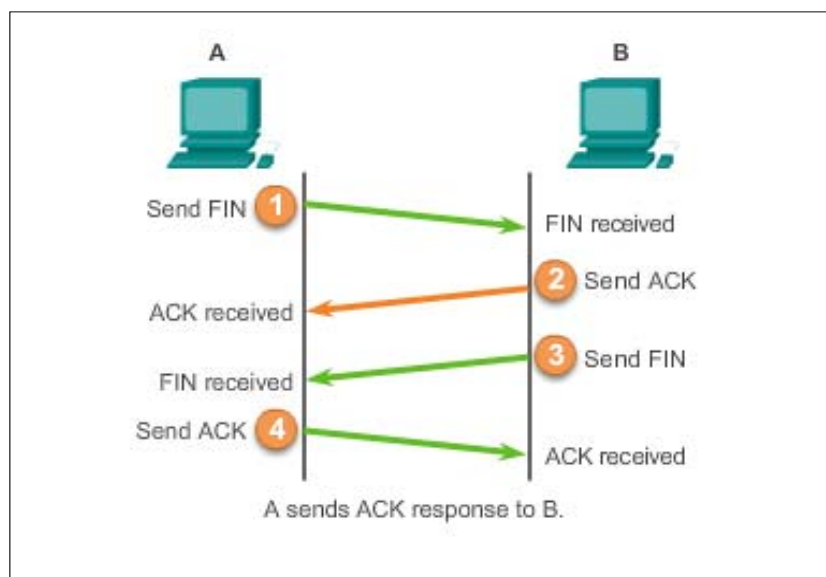 A
B
Send FIN 1
FIN received
2 Send ACK
ACK received
3 Send FIN
FIN received
Send ACK 4
ACK received
A sends ACK response to B.